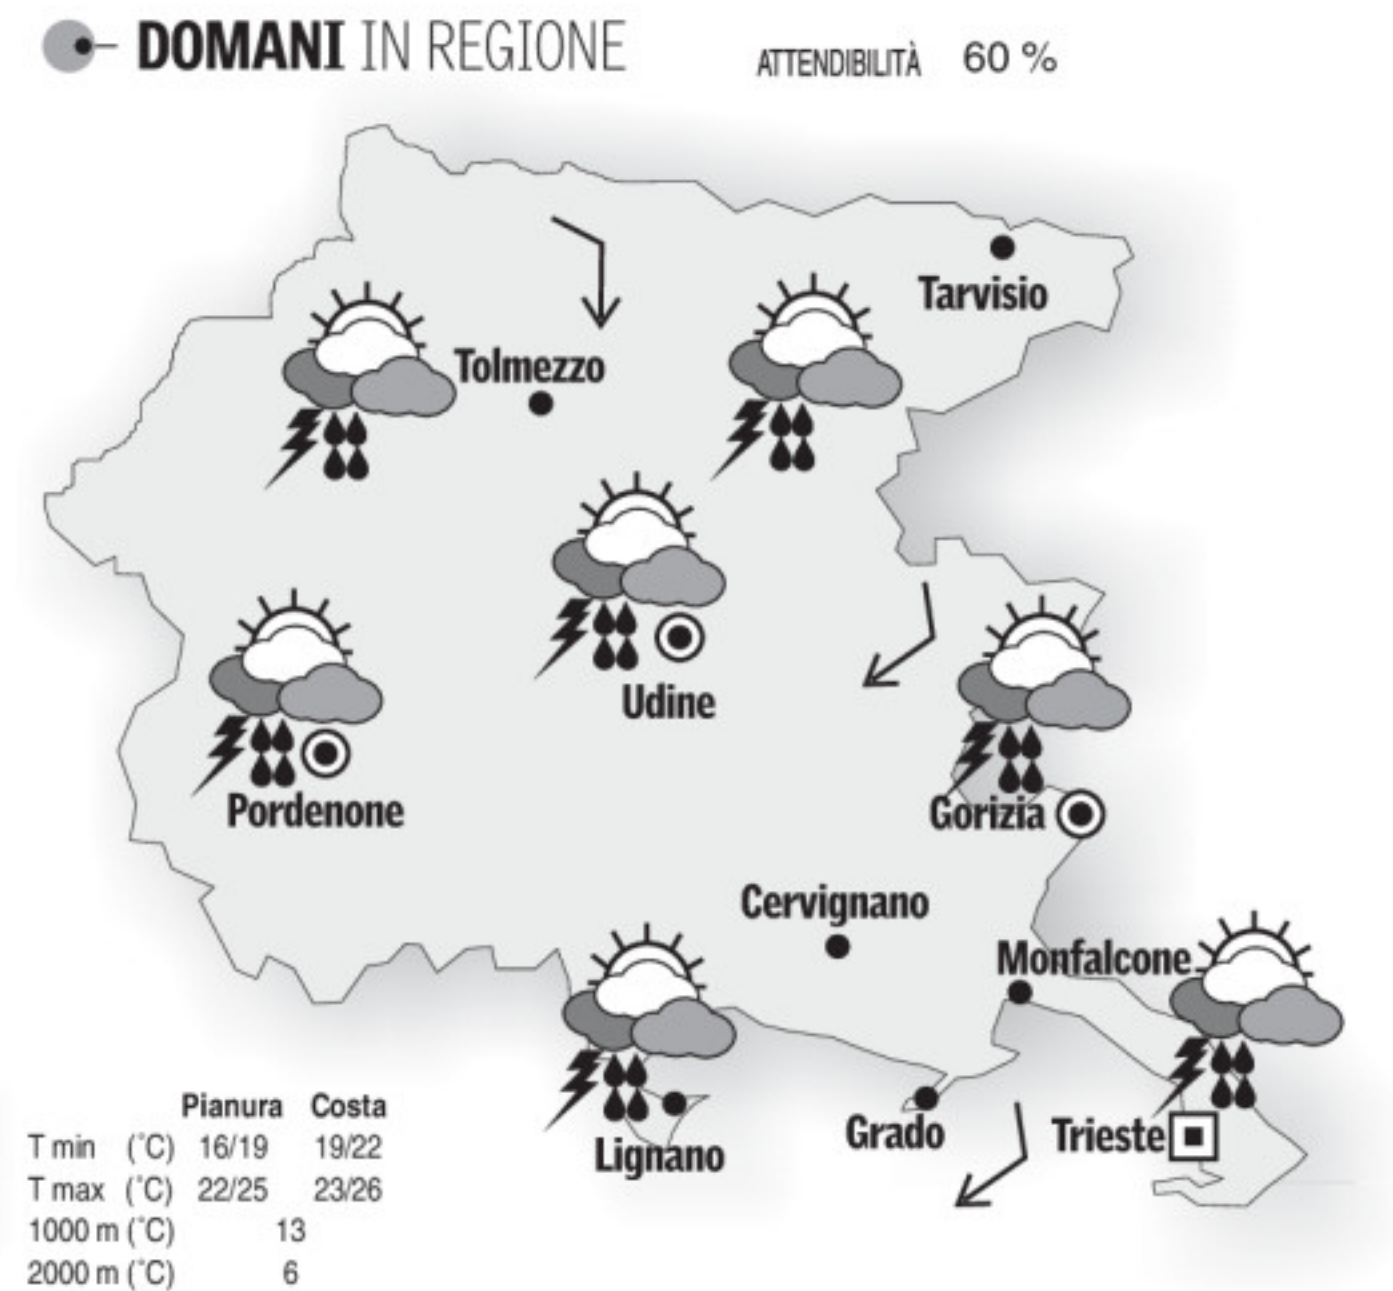 DOMANI IN REGIONE
ATTENDIBILITÀ 60 %
Tarvisio
Tolmezzo
Udine
Pordenone
Gorizia
Cervignano
Monfalcone
Grado
Trieste
Lignano
Pianura Costa
T min (°C) 16/19 19/22
T max (°C) 22/25 23/26
1000 m (°C) 13
2000 m (°C) 6